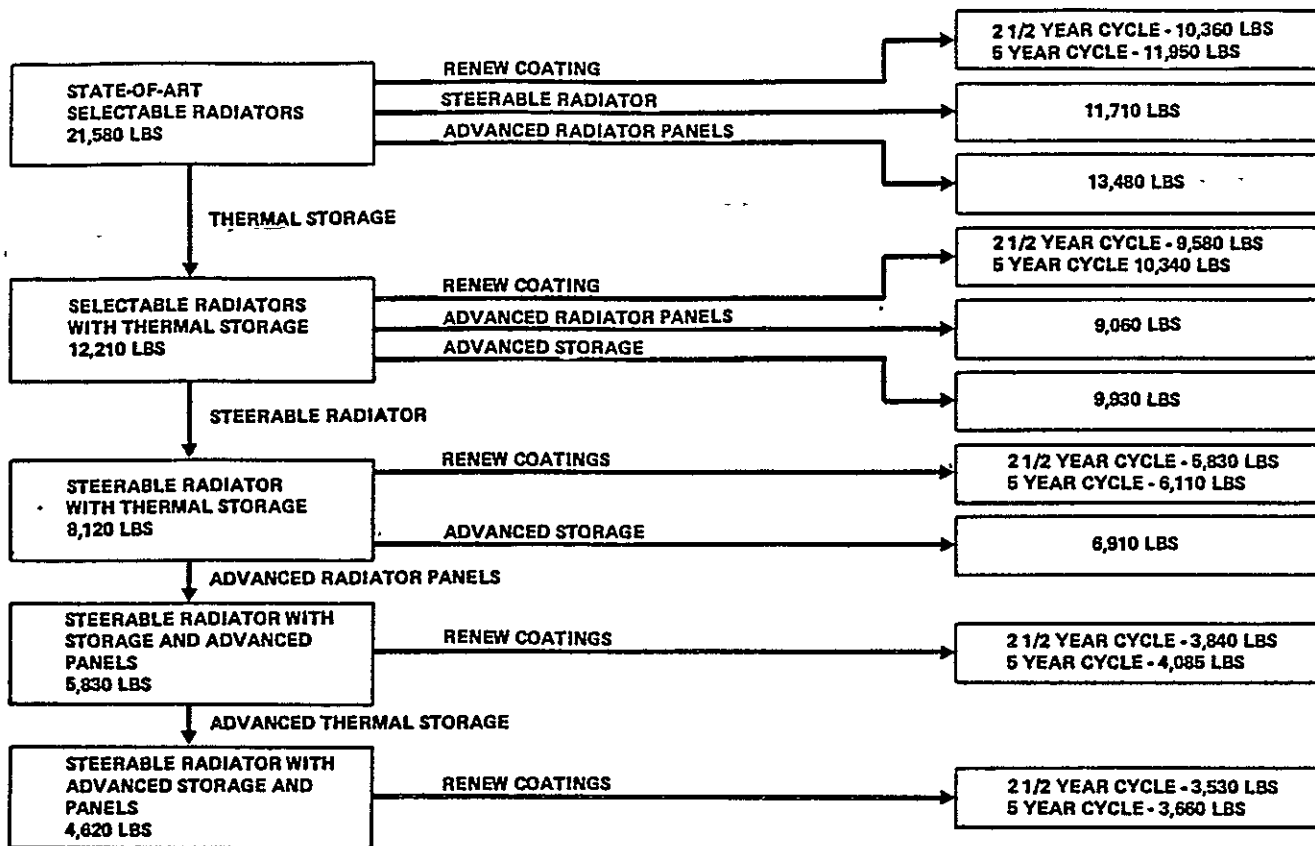 STATE-OF-ART
SELECTABLE RADIATORS
21,580 LBS
RENEW COATING
2 1/2 YEAR CYCLE - 10,360 LBS
5 YEAR CYCLE - 11,950 LBS
STEERABLE RADIATOR
11,710 LBS
ADVANCED RADIATOR PANELS
13,480 LBS
THERMAL STORAGE
SELECTABLE RADIATORS
WITH THERMAL STORAGE
12,210 LBS
RENEW COATING
2 1/2 YEAR CYCLE - 9,580 LBS
5 YEAR CYCLE 10,340 LBS
ADVANCED RADIATOR PANELS
9,060 LBS
ADVANCED STORAGE
9,930 LBS
STEERABLE RADIATOR
STEERABLE RADIATOR
WITH THERMAL STORAGE
8,120 LBS
RENEW COATINGS
2 1/2 YEAR CYCLE - 5,830 LBS
5 YEAR CYCLE - 6,110 LBS
ADVANCED STORAGE
6,910 LBS
ADVANCED RADIATOR PANELS
STEERABLE RADIATOR WITH
STORAGE AND ADVANCED
PANELS
5,830 LBS
RENEW COATINGS
2 1/2 YEAR CYCLE - 3,840 LBS
5 YEAR CYCLE - 4,085 LBS
ADVANCED THERMAL STORAGE
STEERABLE RADIATOR WITH
ADVANCED STORAGE AND
PANELS
4,620 LBS
RENEW COATINGS
2 1/2 YEAR CYCLE - 3,530 LBS
5 YEAR CYCLE - 3,660 LBS